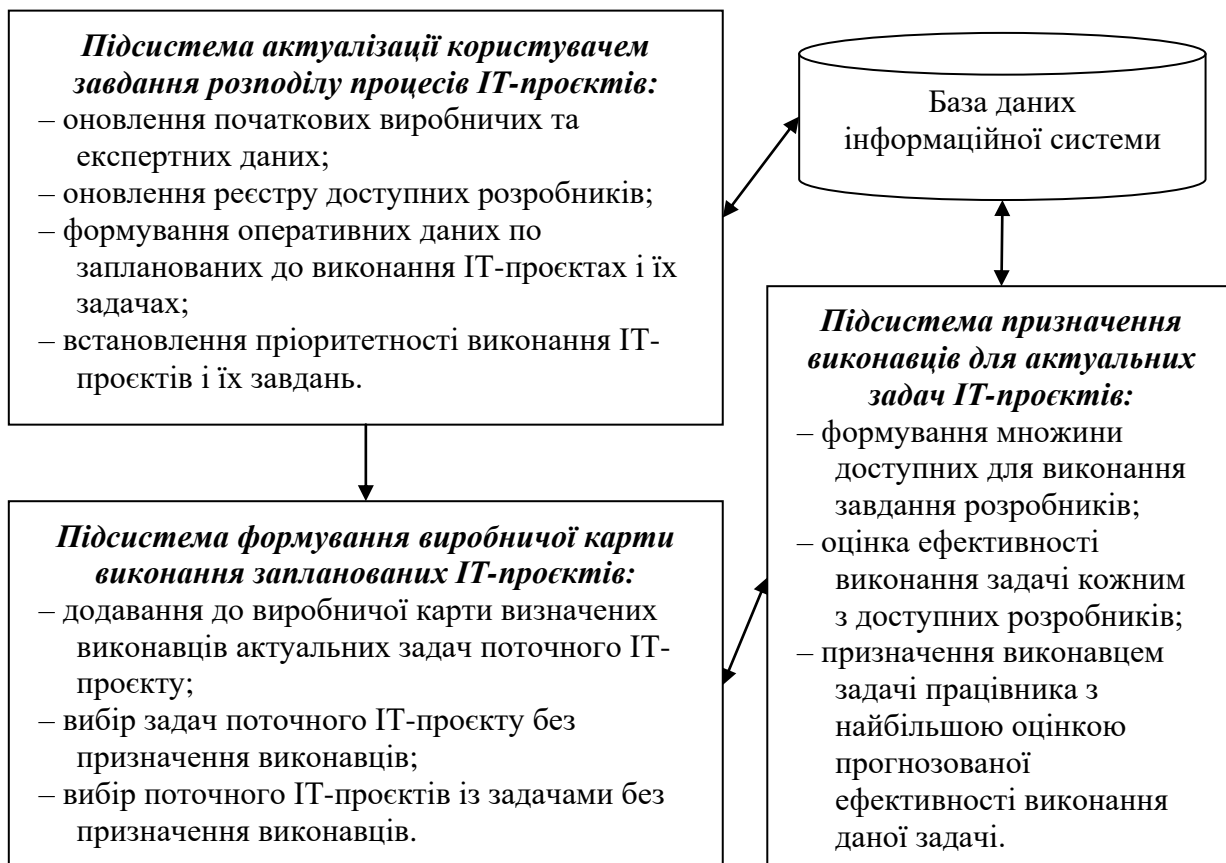 Підсистема актуалізації користувачем
завдання розподілу процесів ІТ-проєктів:
– оновлення початкових виробничих та
експертних даних;
– оновлення реєстру доступних розробників;
– формування оперативних даних по
запланованих до виконання ІТ-проєктах і їх
задачах;
– встановлення пріоритетності виконання ІТ-
проєктів і їх завдань.
База даних
інформаційної системи
Підсистема формування виробничої карти
виконання запланованих ІТ-проєктів:
– додавання до виробничої карти визначених
виконавців актуальних задач поточного ІТ-
проєкту;
– вибір задач поточного ІТ-проєкту без
призначення виконавців;
– вибір поточного ІТ-проєктів із задачами без
призначення виконавців.
Підсистема призначення
виконавців для актуальних
задач ІТ-проєктів:
– формування множини
доступних для виконання
завдання розробників;
– оцінка ефективності
виконання задачі кожним
з доступних розробників;
– призначення виконавцем
задачі працівника з
найбільшою оцінкою
прогнозованої
ефективності виконання
даної задачі.